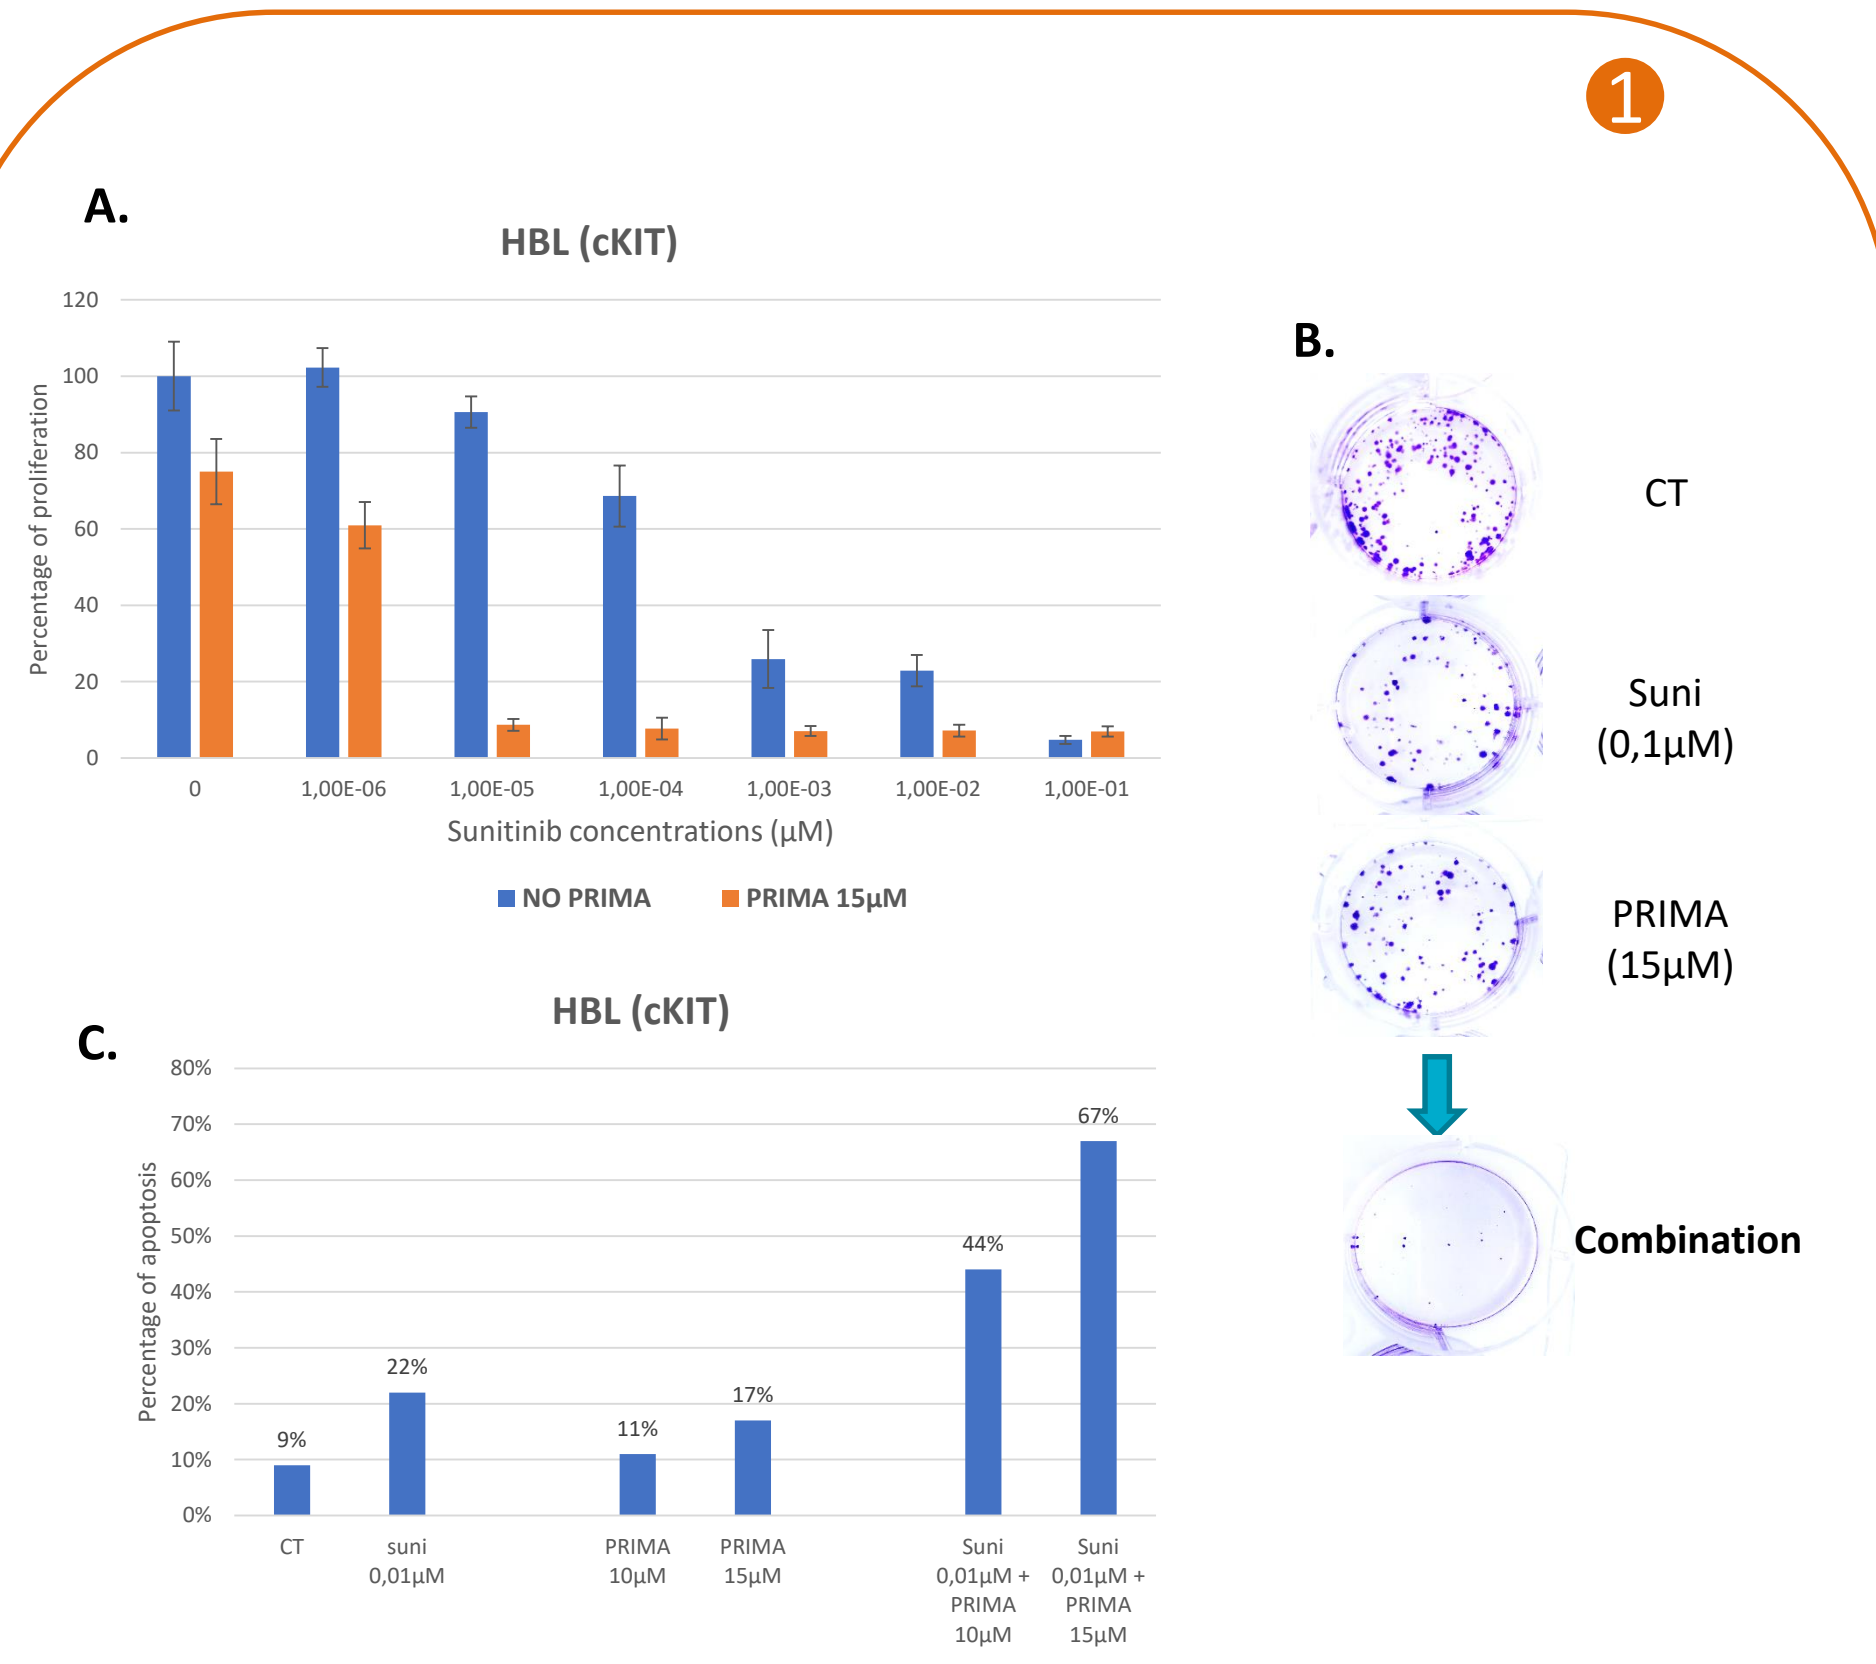 1
A.
HBL (cKIT)
120
100
80
60
40
20
0
Percentage of proliferation
0
1,00E-06
1,00E-05
1,00E-04
1,00E-03
1,00E-02
1,00E-01
Sunitinib concentrations (µM)
NO PRIMA
PRIMA 15µM
B.
CT
Suni
(0,1µM)
PRIMA
(15µM)
Combination
C.
HBL (cKIT)
80%
70%
60%
50%
40%
30%
20%
10%
0%
Percentage of apoptosis
9%
22%
11%
17%
44%
67%
CT
suni
0,01µM
PRIMA
10µM
PRIMA
15µM
Suni
0,01µM +
PRIMA
10µM
Suni
0,01µM +
PRIMA
15µM